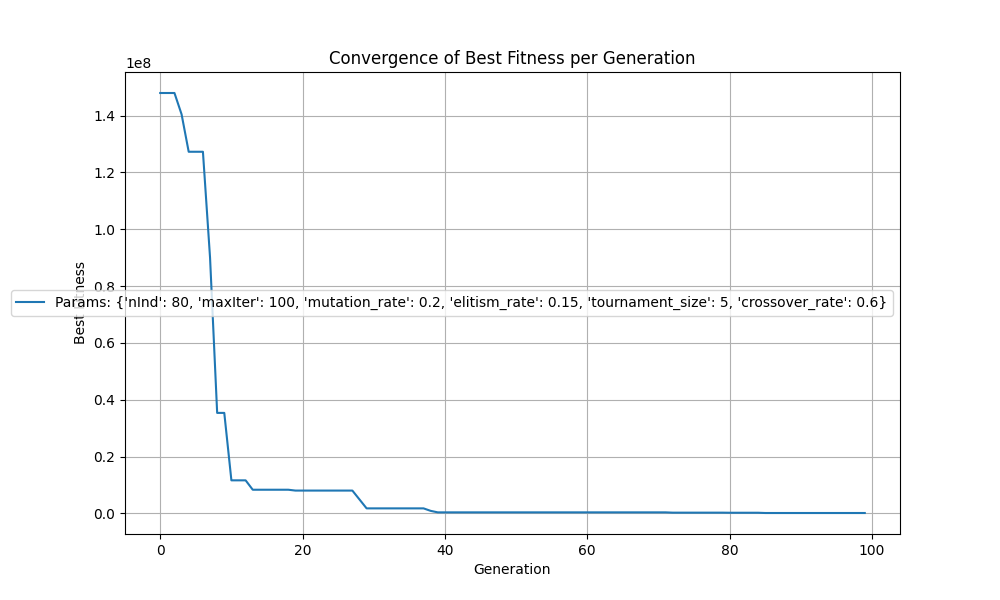 Convergence of Best Fitness per Generation
1e8
1.4
1.2
1.0
0.8
0.6
0.4
0.2
0.0
Best
Params: {'nInd': 80, 'maxIter': 100, 'mutation_rate': 0.2, 'elitism_rate': 0.15, 'tournament_size': 5, 'crossover_rate': 0.6}
0 20 40 60 80 100
Generation